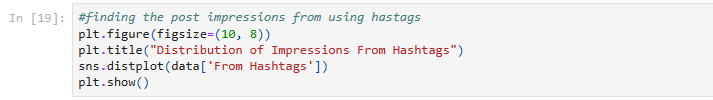 In [19]: #finding the post impressions from using hastags
plt.figure(figsize=(10, 8))
plt.title("Distribution of Impressions From Hashtags")
sns.distplot(data['From Hashtags'])
plt.show()